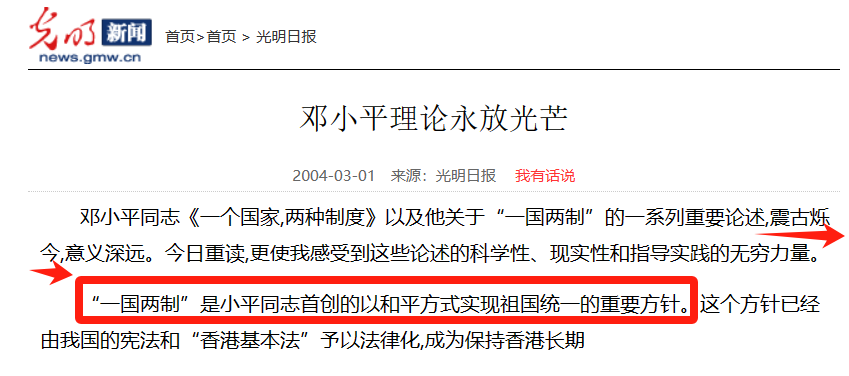 光明 新闻
news.gmw.cn
首页>首页 > 光明日报
邓小平理论永放光芒
2004-03-01 来源：光明日报 我有话说
邓小平同志《一个国家,两种制度》以及他关于“一国两制”的一系列重要论述,震古烁
今,意义深远。今日重读,更使我感受到这些论述的科学性、现实性和指导实践的无穷力量。
“一国两制”是小平同志首创的以和平方式实现祖国统一的重要方针。这个方针已经
由我国的宪法和“香港基本法”予以法律化,成为保持香港长期